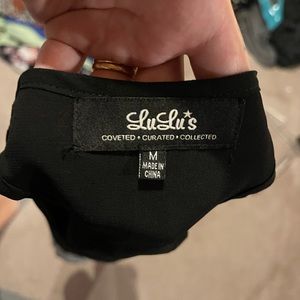 LuLu's
COVETED • CURATED • COLLECTED
M
MADE IN
CHINA